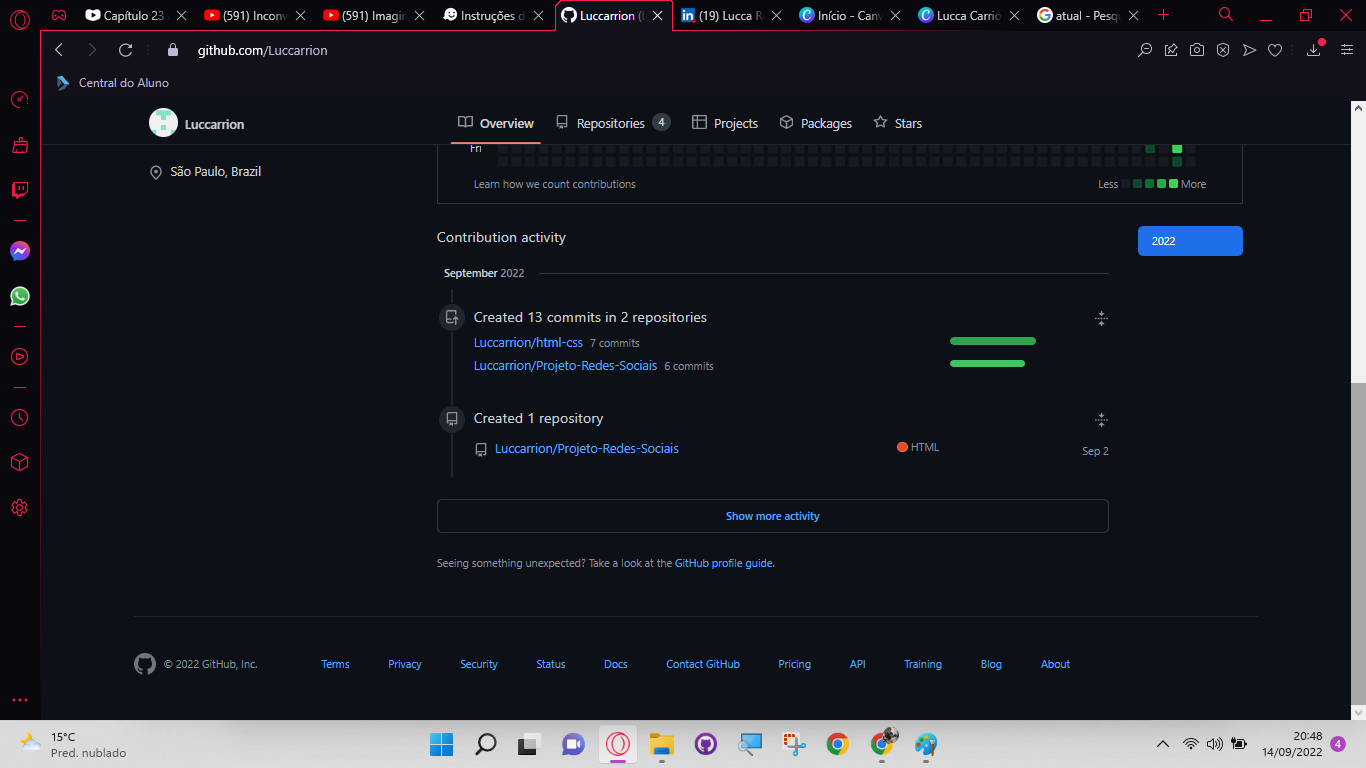 Capítulo 23
(591) Inconv
(591) Imagin
Instruções d
Luccarrion (
(19) Lucca R
Início - Canv
Lucca Carrio
atual - Pesq
github.com/Luccarrion
Central do Aluno
Luccarrion
Overview
Repositories 4
Projects
Packages
Stars
São Paulo, Brazil
Fri
Learn how we count contributions
Less
More
Contribution activity
2022
September 2022
Created 13 commits in 2 repositories
Luccarrion/html-css 7 commits
Luccarrion/Projeto-Redes-Sociais 6 commits
Created 1 repository
Luccarrion/Projeto-Redes-Sociais
HTML
Sep 2
Show more activity
Seeing something unexpected? Take a look at the GitHub profile guide.
© 2022 GitHub, Inc.
Terms
Privacy
Security
Status
Docs
Contact GitHub
Pricing
API
Training
Blog
About
15°C
Pred. nublado
20:48
14/09/2022
4